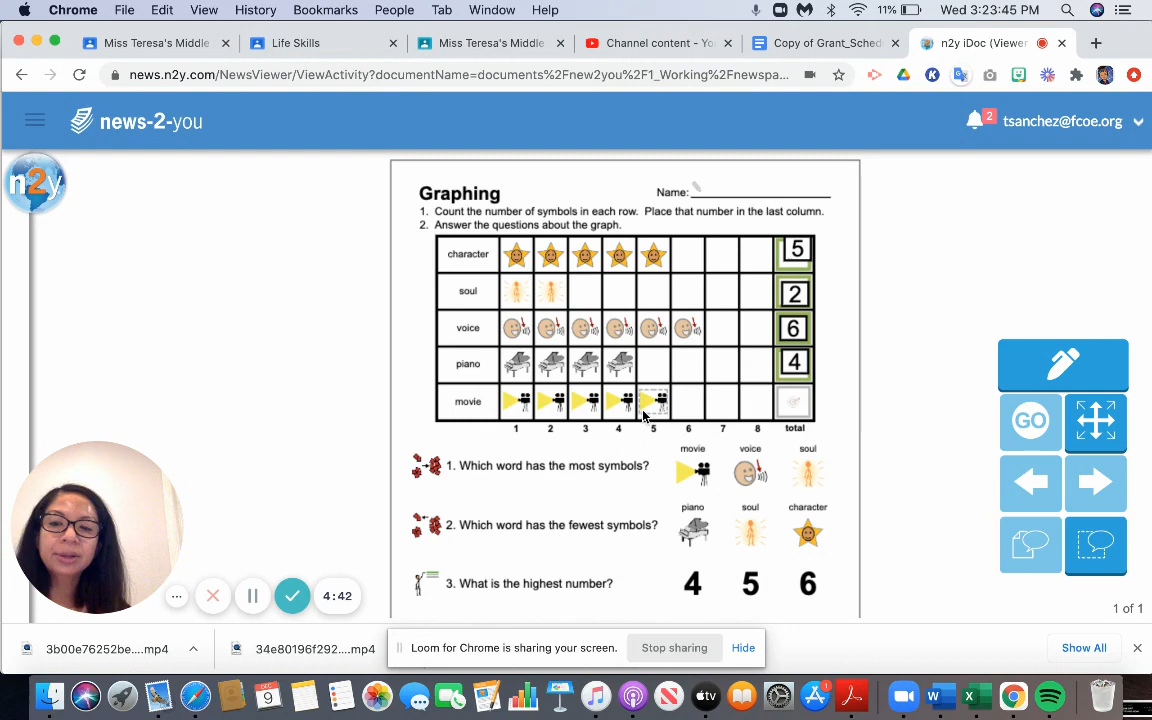 Chrome File Edit View History Bookmarks People Tab Window Help 11% Wed 3:23:45 PM
Miss Teresa's Middle Life Skills Miss Teresa's Middle Channel content - Yo Copy of Grant_Sched n2y iDoc (Viewer
news.n2y.com/NewsViewer/ViewActivity?documentName=documents%2Fnew2you%2F1_Working%2Fnewspa...
news-2-you 2 tsanchez@fcoe.org
n2y
Graphing Name:
1. Count the number of symbols in each row. Place that number in the last column.
2. Answer the questions about the graph.
character 5
soul 2
voice 6
piano 4
movie
1 2 3 4 5 6 7 8 total
movie voice soul
1. Which word has the most symbols?
piano soul character
2. Which word has the fewest symbols?
3. What is the highest number? 4 5 6
GO
1 of 1
4:42
3b00e76252be....mp4 34e80196f292....mp4 Loom for Chrome is sharing your screen. Stop sharing Hide Show All
DEC 9 tv W X 1